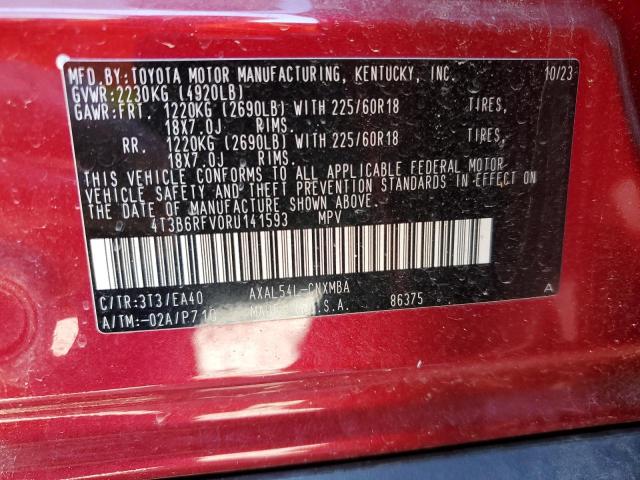 MFD.BY:TOYOTA MOTOR MANUFACTURING, KENTUCKY, INC. 10/23
GVWR:2230KG (4920LB)
GAWR:FRT. 1220KG (2690LB) WITH 225/60R18 TIRES,
18X7.0J RIMS.
RR. 1220KG (2690LB) WITH 225/60R18 TIRES,
18X7.0J RIMS.
THIS VEHICLE CONFORMS TO ALL APPLICABLE FEDERAL MOTOR
VEHICLE SAFETY AND THEFT PREVENTION STANDARDS IN EFFECT ON
THE DATE OF MANUFACTURE SHOWN ABOVE.
4T3B6RFV0RU141593 MPV
C/TR:3T3/EA40 AXAL54L-CNXMBA
A/TM:-02A/P710 MADE IN U.S.A. 86375 A